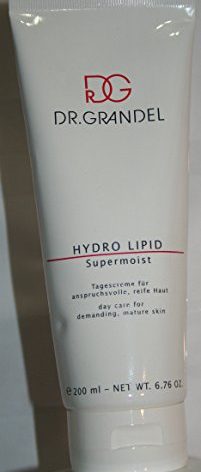 DRG
DR.GRANDEL
HYDRO LIPID
Supermoist
Tagescreme für
anspruchsvolle, reife Haut
day care for
demanding, mature skin
℮200 ml - NET WT. 6.76 OZ.